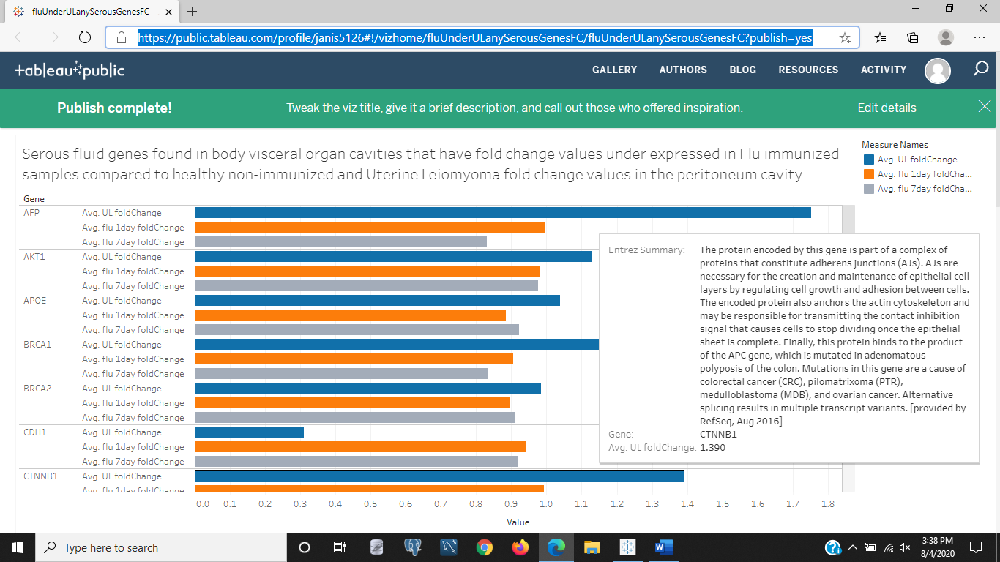 fluUnderULanySerousGenesFC -
https://public.tableau.com/profile/janis5126#!/vizhome/fluUnderULanySerousGenesFC/fluUnderULanySerousGenesFC?publish=yes
tableau public
GALLERY AUTHORS BLOG RESOURCES ACTIVITY
Publish complete! Tweak the viz title, give it a brief description, and call out those who offered inspiration. Edit details
Serous fluid genes found in body visceral organ cavities that have fold change values under expressed in Flu immunized
samples compared to healthy non-immunized and Uterine Leiomyoma fold change values in the peritoneum cavity
Measure Names
Avg. UL foldChange
Avg. flu 1day foldCha...
Avg. flu 7day foldCha...
Gene
AFP Avg. UL foldChange
Avg. flu 1day foldChange
Avg. flu 7day foldChange
AKT1 Avg. UL foldChange
Avg. flu 1day foldChange
Avg. flu 7day foldChange
APOE Avg. UL foldChange
Avg. flu 1day foldChange
Avg. flu 7day foldChange
BRCA1 Avg. UL foldChange
Avg. flu 1day foldChange
Avg. flu 7day foldChange
BRCA2 Avg. UL foldChange
Avg. flu 1day foldChange
Avg. flu 7day foldChange
CDH1 Avg. UL foldChange
Avg. flu 1day foldChange
Avg. flu 7day foldChange
CTNNB1 Avg. UL foldChange
Avg. flu 1day foldChange
Entrez Summary: The protein encoded by this gene is part of a complex of
proteins that constitute adherens junctions (AJs). AJs are
necessary for the creation and maintenance of epithelial cell
layers by regulating cell growth and adhesion between cells.
The encoded protein also anchors the actin cytoskeleton and
may be responsible for transmitting the contact inhibition
signal that causes cells to stop dividing once the epithelial
sheet is complete. Finally, this protein binds to the product
of the APC gene, which is mutated in adenomatous
polyposis of the colon. Mutations in this gene are a cause of
colorectal cancer (CRC), pilomatrixoma (PTR),
medulloblastoma (MDB), and ovarian cancer. Alternative
splicing results in multiple transcript variants. [provided by
RefSeq, Aug 2016]
Gene: CTNNB1
Avg. UL foldChange: 1.390
0.0 0.1 0.2 0.3 0.4 0.5 0.6 0.7 0.8 0.9 1.0 1.1 1.2 1.3 1.4 1.5 1.6 1.7 1.8
Value
Type here to search
3:38 PM
8/4/2020